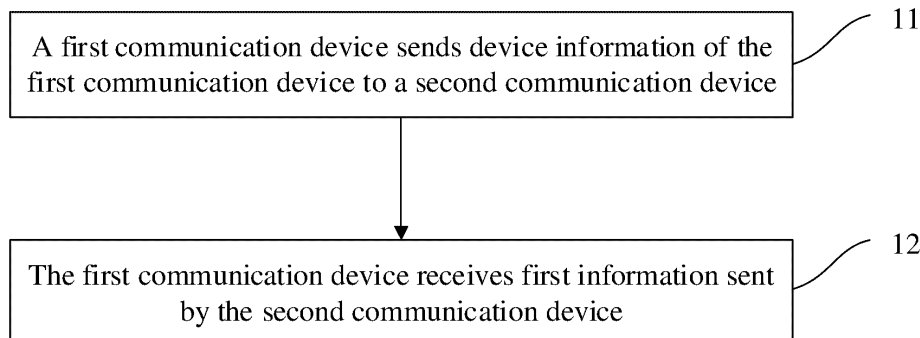 11
A first communication device sends device information of the
first communication device to a second communication device
12
The first communication device receives first information sent
by the second communication device